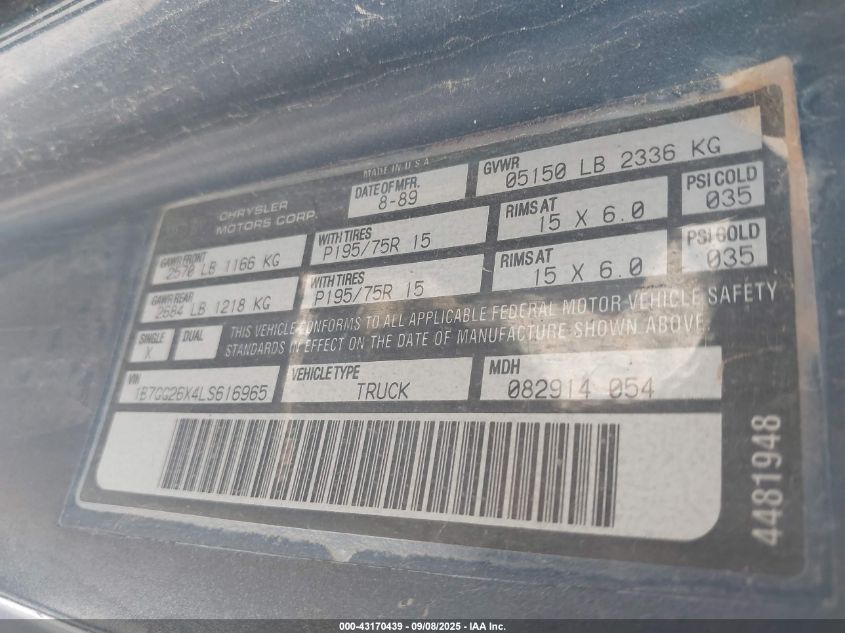 MADE IN U.S.A.
CHRYSLER
MOTORS CORP.
DATE OF MFR.
8-89
GVWR
05150 LB 2336 KG
GAWR FRONT
2570 LB 1166 KG
WITH TIRES
P195/75R 15
RIMS AT
15 X 6.0
PSI COLD
035
GAWR REAR
2684 LB 1218 KG
WITH TIRES
P195/75R 15
RIMS AT
15 X 6.0
PSI COLD
035
SINGLE
X
DUAL
THIS VEHICLE CONFORMS TO ALL APPLICABLE FEDERAL MOTOR VEHICLE SAFETY
STANDARDS IN EFFECT ON THE DATE OF MANUFACTURE SHOWN ABOVE.
VIN
1B7GG26X4LS616965
VEHICLE TYPE
TRUCK
MDH
082914 054
4481948
000-43170439 - 09/08/2025 - IAA Inc.